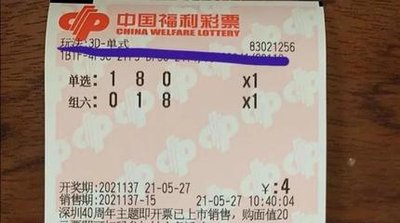 中国福利彩票
CHINA WELFARE LOTTERY
玩法:3D-单式 83021256
单选: 1 8 0 x1
组六: 0 1 8 x1
开奖期:2021137 21-05-27 ¥:4
销售期:2021137-15 21-05-27 10:40:04
深圳40周年主题即开票已上市销售，购面值20